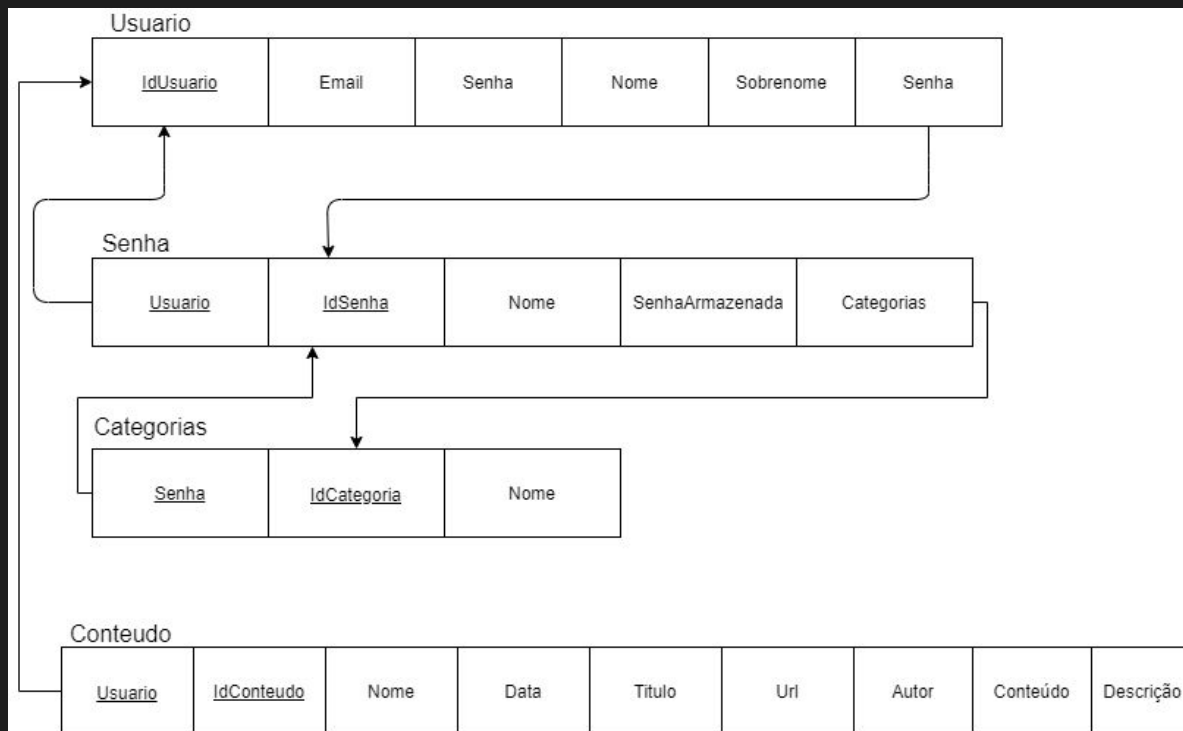 Usuario
IdUsuario Email Senha Nome Sobrenome Senha
Senha
Usuario IdSenha Nome SenhaArmazenada Categorias
Categorias
Senha IdCategoria Nome
Conteudo
Usuario IdConteudo Nome Data Titulo Url Autor Conteúdo Descrição